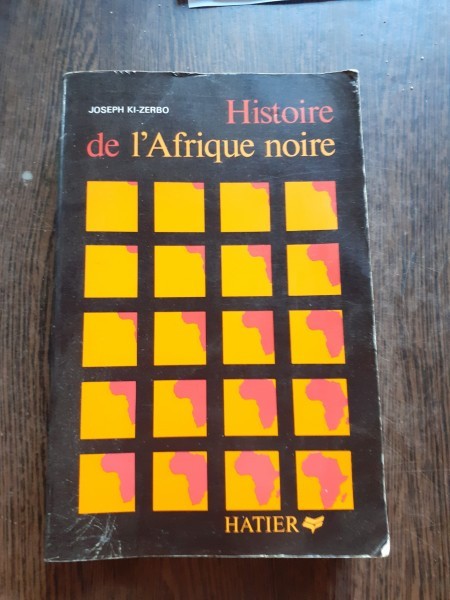 JOSEPH KI-ZERBO
Histoire
de l'Afrique noire
HATIER